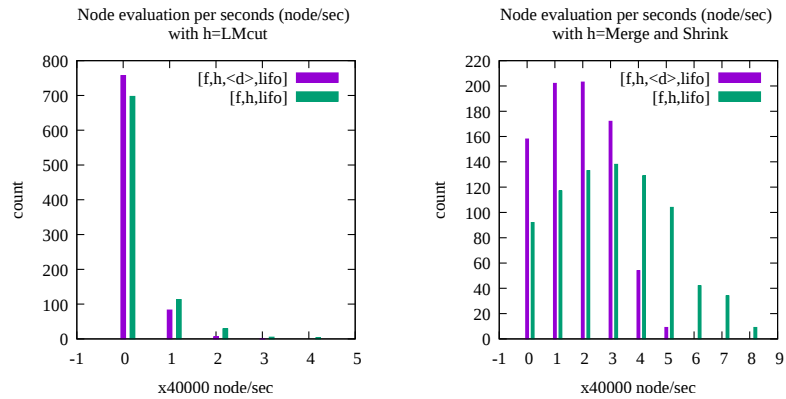 Node evaluation per seconds (node/sec)
with h=LMcut
800
700
600
500
400
300
200
100
0
count
[f,h,<d>,lifo]
[f,h,lifo]
-1 0 1 2 3 4 5
x40000 node/sec
Node evaluation per seconds (node/sec)
with h=Merge and Shrink
220
200
180
160
140
120
100
80
60
40
20
0
count
[f,h,<d>,lifo]
[f,h,lifo]
-1 0 1 2 3 4 5 6 7 8 9
x40000 node/sec